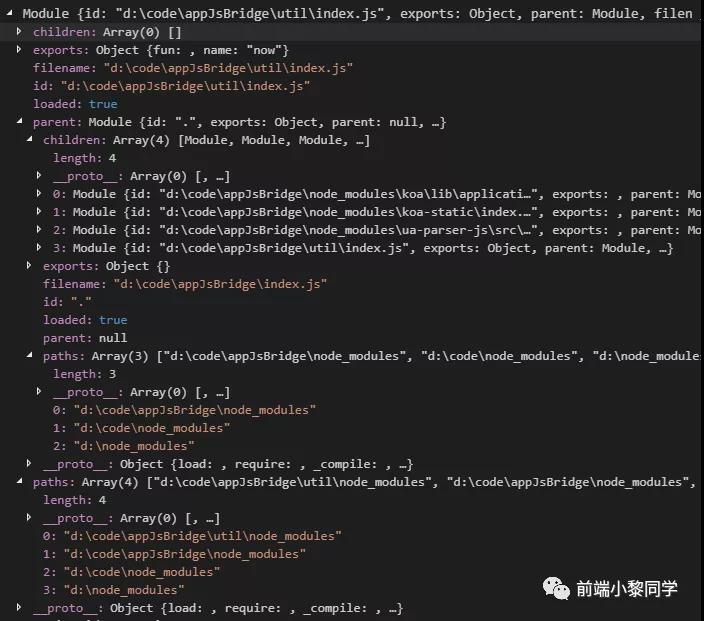 Module {id: "d:\code\appJsBridge\util\index.js", exports: Object, parent: Module, filen
children: Array(0) []
exports: Object {fun: , name: "now"}
filename: "d:\code\appJsBridge\util\index.js"
id: "d:\code\appJsBridge\util\index.js"
loaded: true
parent: Module {id: ".", exports: Object, parent: null, …}
children: Array(4) [Module, Module, Module, …]
length: 4
__proto__: Array(0) [, …]
0: Module {id: "d:\code\appJsBridge\node_modules\koa\lib\applicati…", exports: , parent: Mo
1: Module {id: "d:\code\appJsBridge\node_modules\koa-static\index.…", exports: , parent: Mo
2: Module {id: "d:\code\appJsBridge\node_modules\ua-parser-js\src\…", exports: , parent: Mo
3: Module {id: "d:\code\appJsBridge\util\index.js", exports: Object, parent: Module, …}
exports: Object {}
filename: "d:\code\appJsBridge\index.js"
id: "."
loaded: true
parent: null
paths: Array(3) ["d:\code\appJsBridge\node_modules", "d:\code\node_modules", "d:\node_module
length: 3
__proto__: Array(0) [, …]
0: "d:\code\appJsBridge\node_modules"
1: "d:\code\node_modules"
2: "d:\node_modules"
__proto__: Object {load: , require: , _compile: , …}
paths: Array(4) ["d:\code\appJsBridge\util\node_modules", "d:\code\appJsBridge\node_modules",
length: 4
__proto__: Array(0) [, …]
0: "d:\code\appJsBridge\util\node_modules"
1: "d:\code\appJsBridge\node_modules"
2: "d:\code\node_modules"
3: "d:\node_modules"
前端小黎同学
__proto__: Object {load: , require: , _compile: , …}